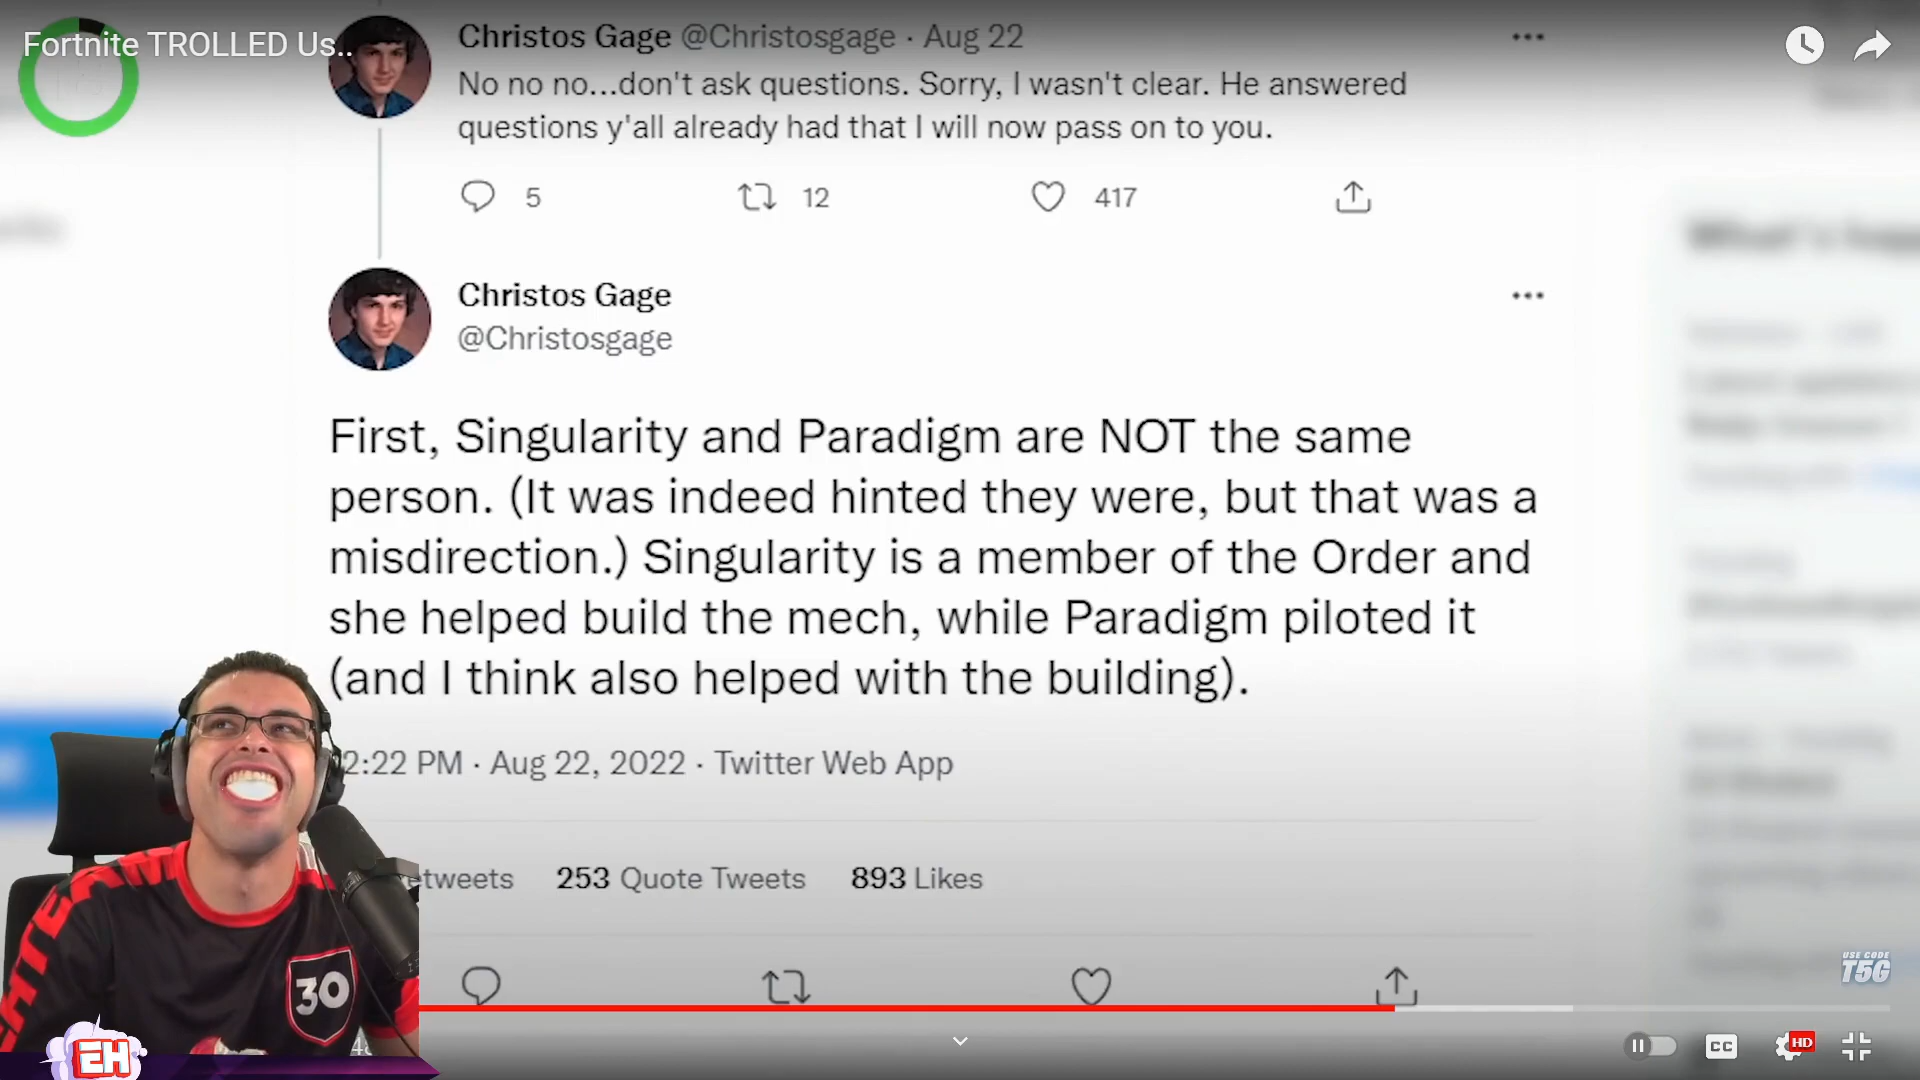 Fortnite TROLLED Us..
Christos Gage @Christosgage · Aug 22
No no no...don't ask questions. Sorry, I wasn't clear. He answered
questions y'all already had that I will now pass on to you.
5 12 417
Christos Gage
@Christosgage
First, Singularity and Paradigm are NOT the same
person. (It was indeed hinted they were, but that was a
misdirection.) Singularity is a member of the Order and
she helped build the mech, while Paradigm piloted it
(and I think also helped with the building).
2:22 PM · Aug 22, 2022 · Twitter Web App
253 Quote Tweets 893 Likes
30
USE CODE
T5G
EH
CC
HD